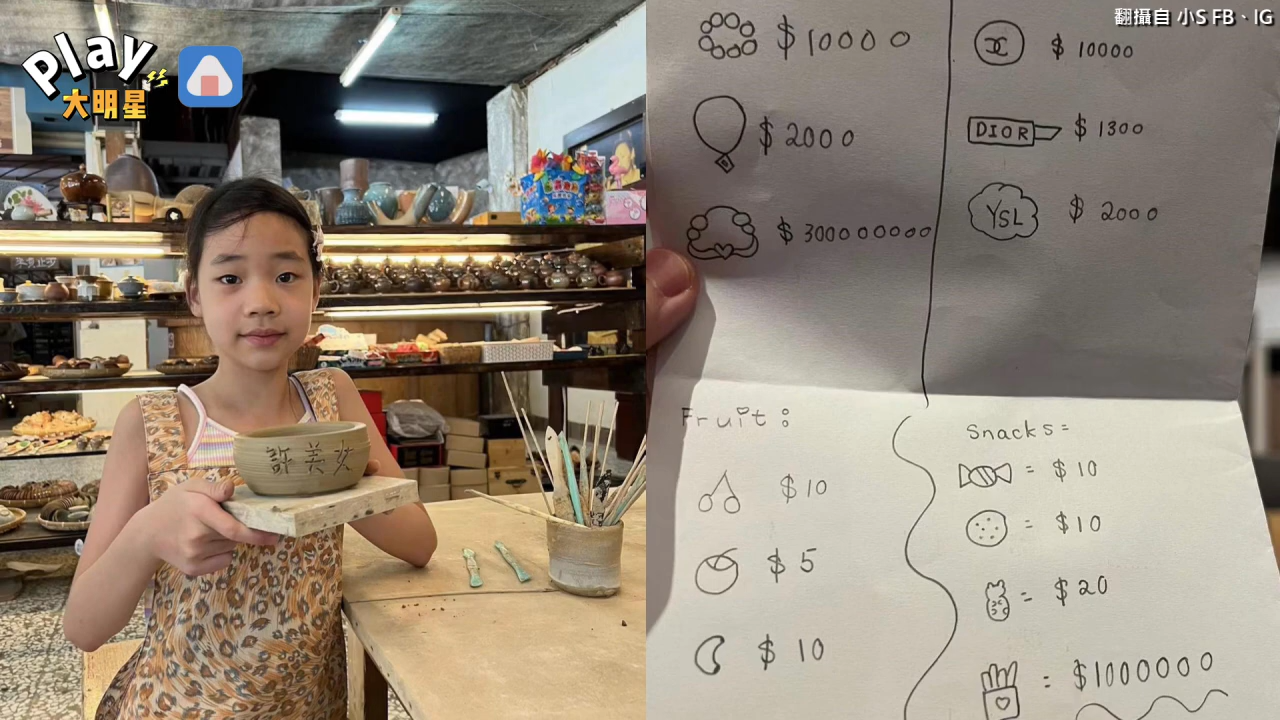 Play
大明星
翻攝自 小S FB、IG
許美女
$10000
$2000
$300000000
$10000
DIOR $1300
YSL $2000
Fruit:
$10
$5
$10
Snacks=
= $10
= $10
= $20
= $1000000